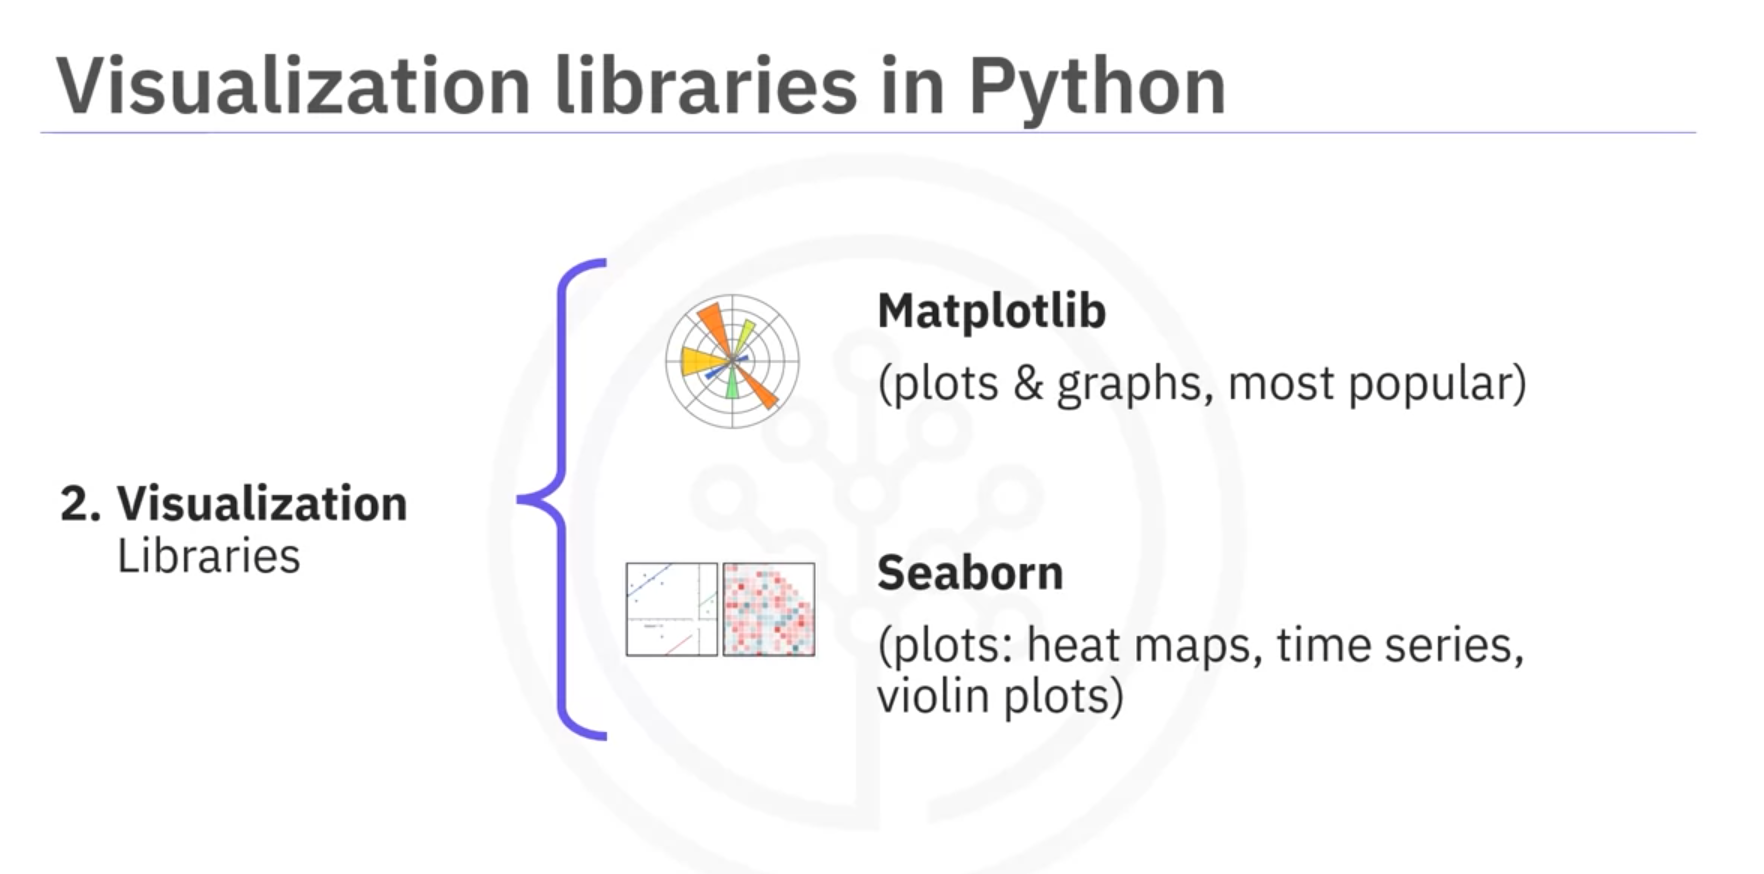 Visualization libraries in Python
2. Visualization
Libraries
Matplotlib
(plots & graphs, most popular)
Seaborn
(plots: heat maps, time series,
violin plots)